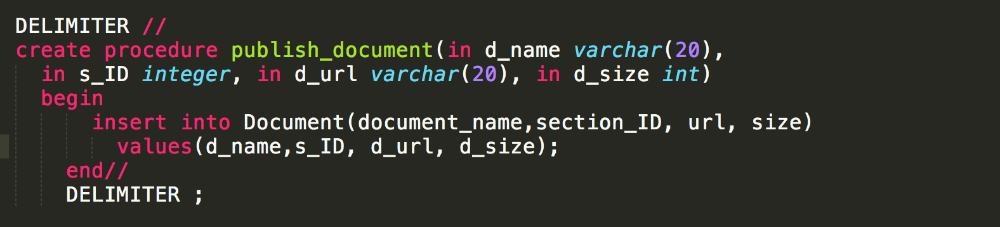 DELIMITER //
create procedure publish_document(in d_name varchar(20),
in s_ID integer, in d_url varchar(20), in d_size int)
begin
insert into Document(document_name,section_ID, url, size)
values(d_name,s_ID, d_url, d_size);
end//
DELIMITER ;